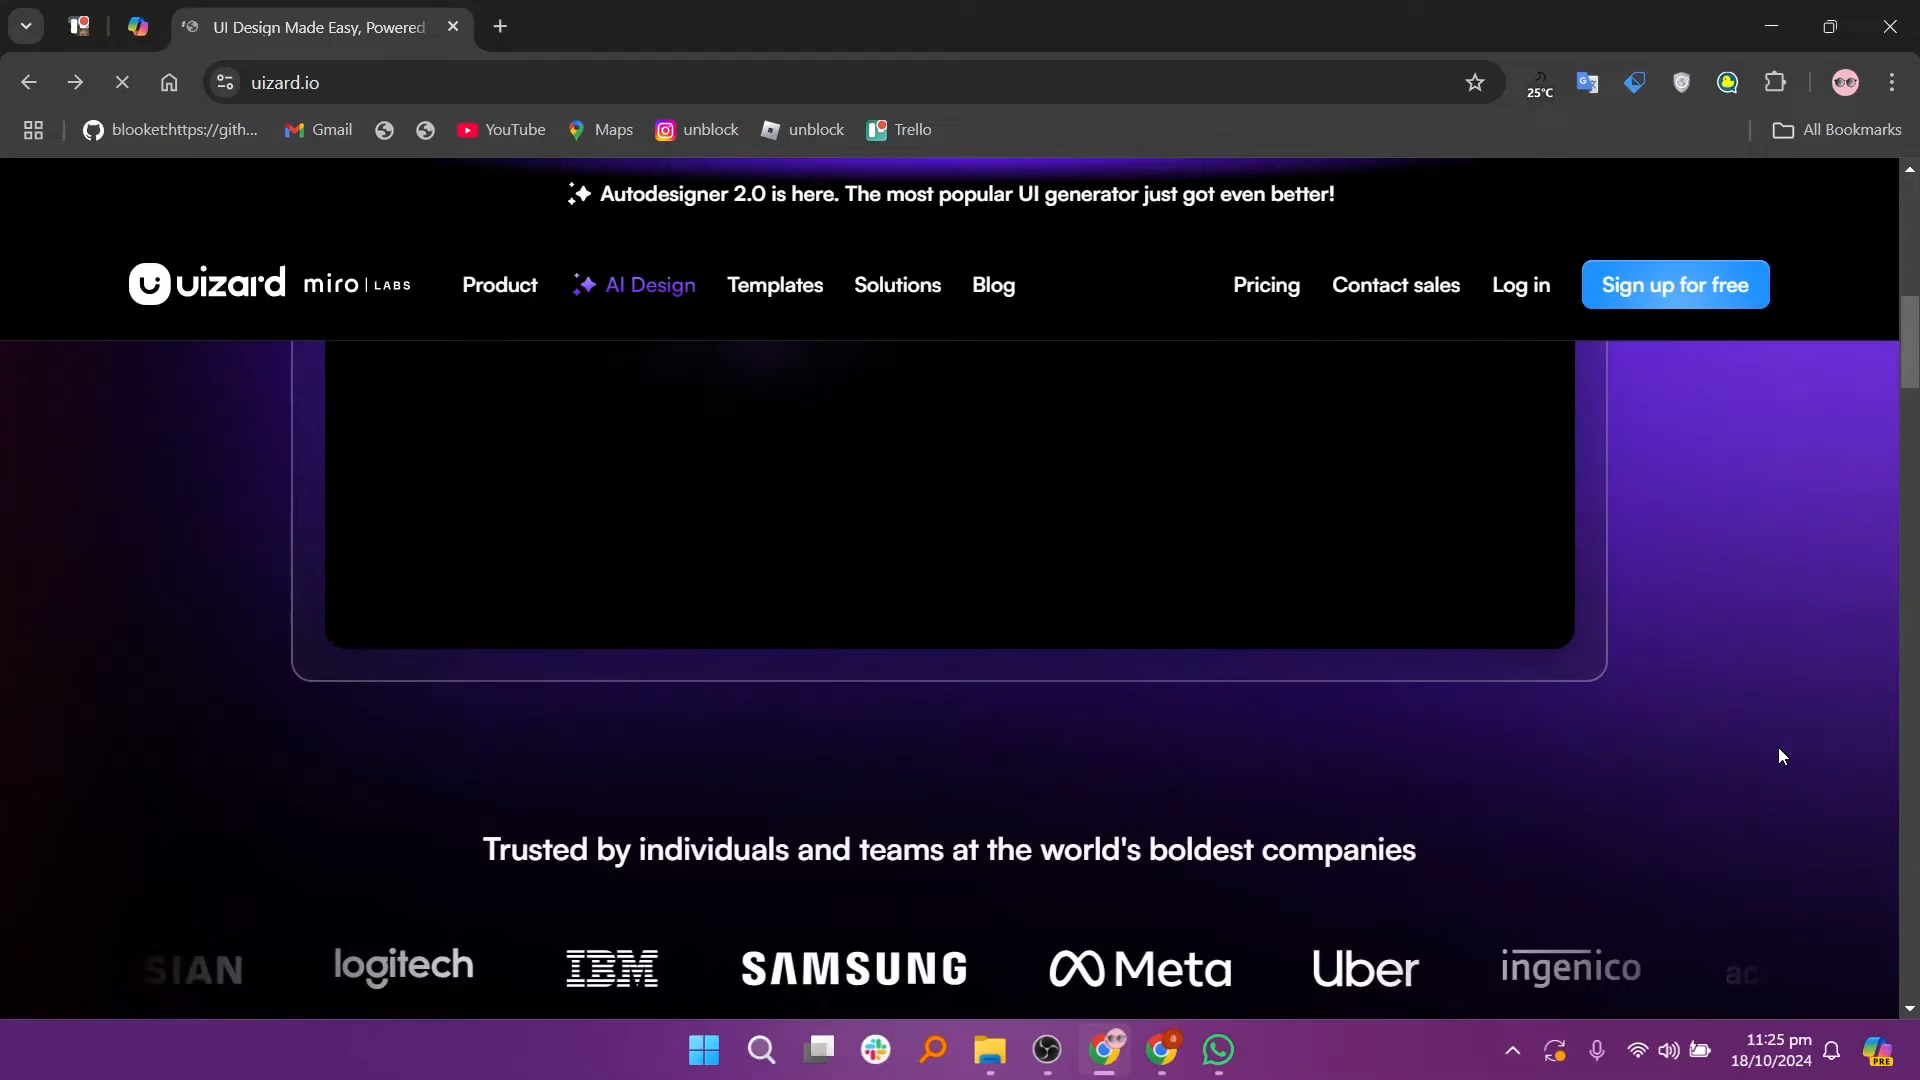 UI Design Made Easy, Powered
uizard.io
25°C
blooket:https://gith...
Gmail
YouTube
Maps
unblock
unblock
Trello
All Bookmarks
Autodesigner 2.0 is here. The most popular UI generator just got even better!
uizard
miro | LABS
Product
AI Design
Templates
Solutions
Blog
Pricing
Contact sales
Log in
Sign up for free
Trusted by individuals and teams at the world's boldest companies
SIAN
logitech
IBM
SAMSUNG
Meta
Uber
ingenico
ac
11:25 pm
18/10/2024
PRE